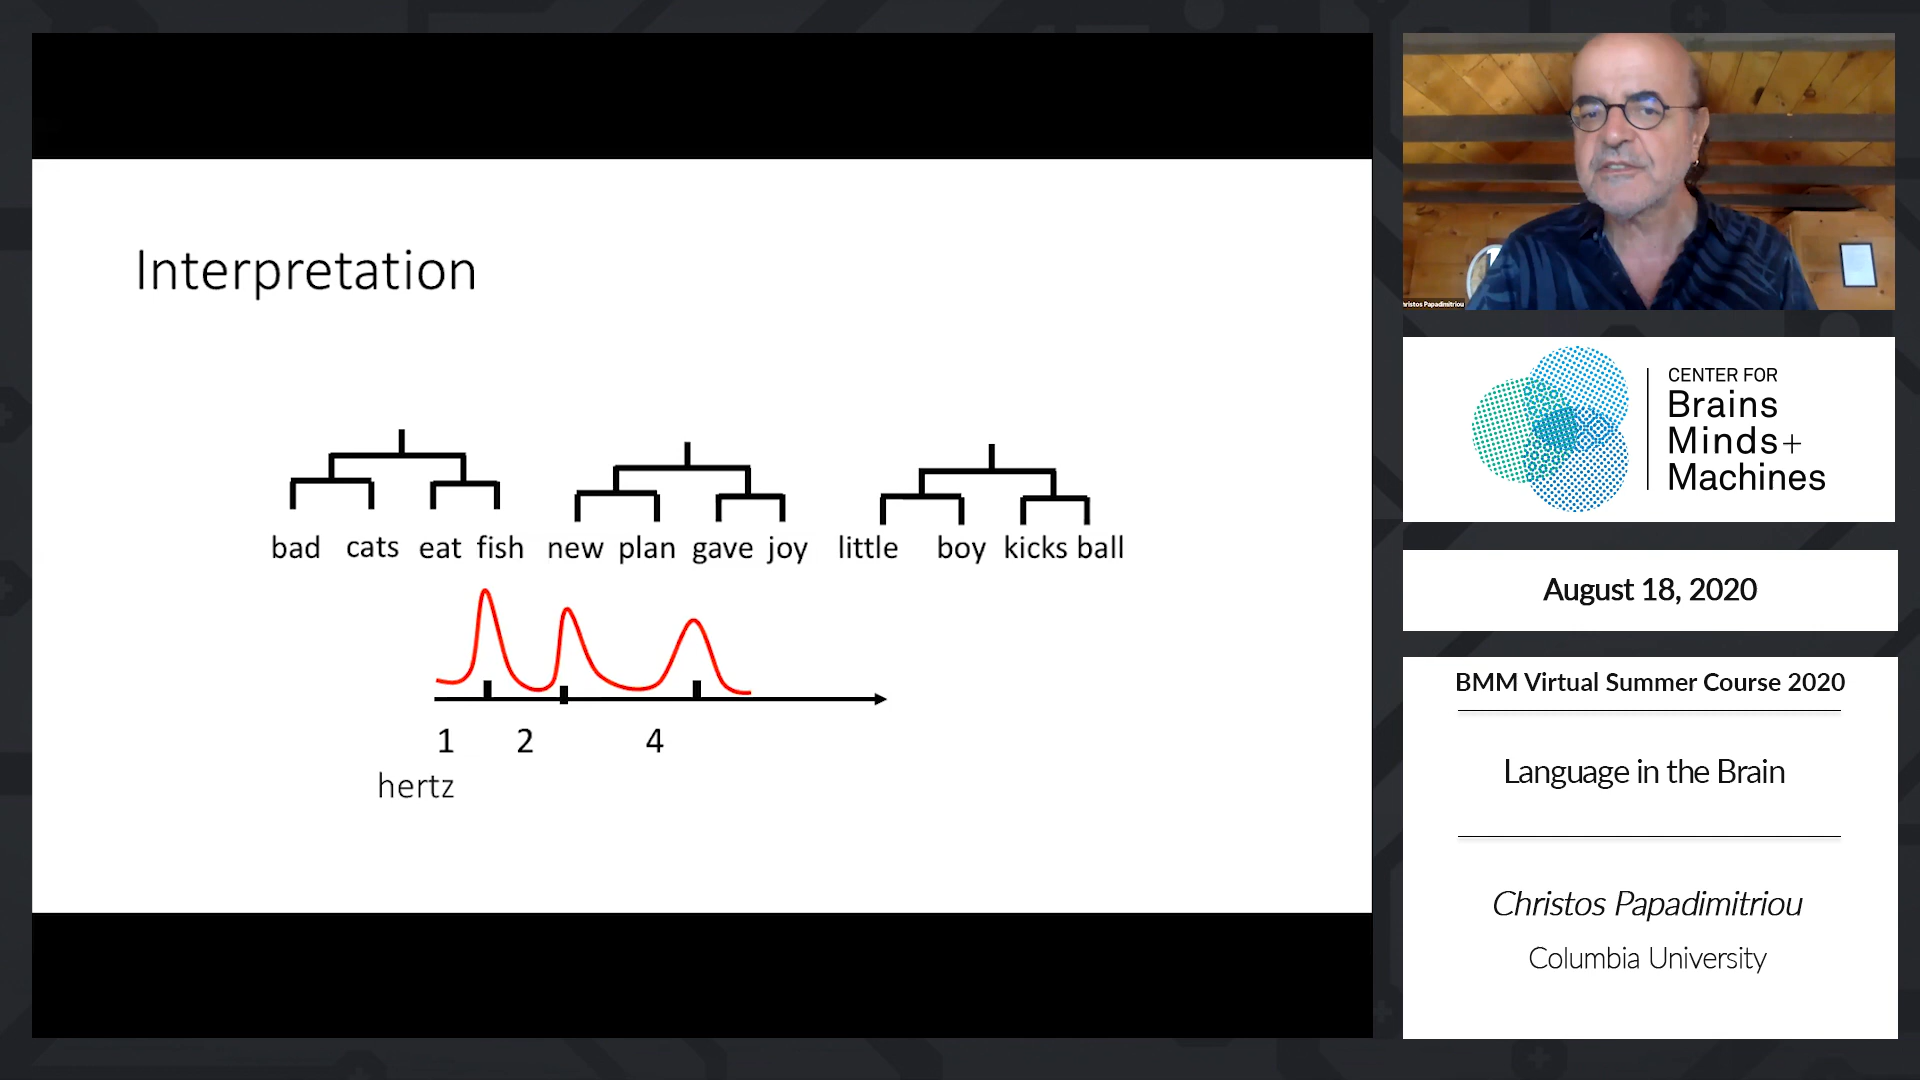 Interpretation
bad cats eat fish new plan gave joy little boy kicks ball
1 2 4
hertz
Christos Papadimitriou
CENTER FOR
Brains
Minds+
Machines
August 18, 2020
BMM Virtual Summer Course 2020
Language in the Brain
Christos Papadimitriou
Columbia University